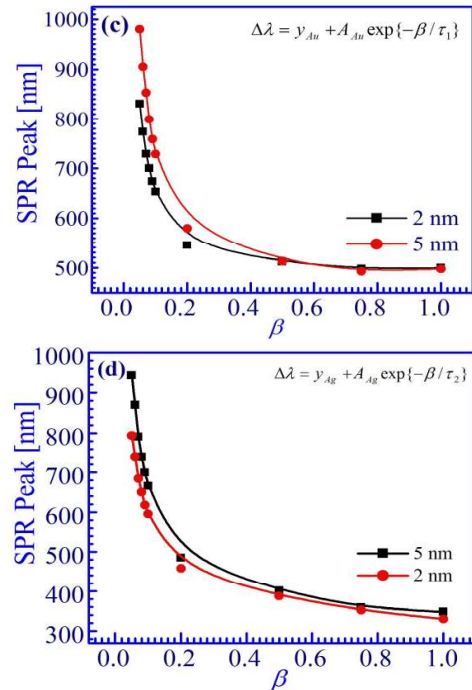 (c)
Δλ = y_Au + A_Au exp{-β/τ_1}
SPR Peak [nm]
1000
900
800
700
600
500
2 nm
5 nm
0.0 0.2 0.4 0.6 0.8 1.0
β
(d)
Δλ = y_Ag + A_Ag exp{-β/τ_2}
SPR Peak [nm]
1000
900
800
700
600
500
400
300
5 nm
2 nm
0.0 0.2 0.4 0.6 0.8 1.0
β